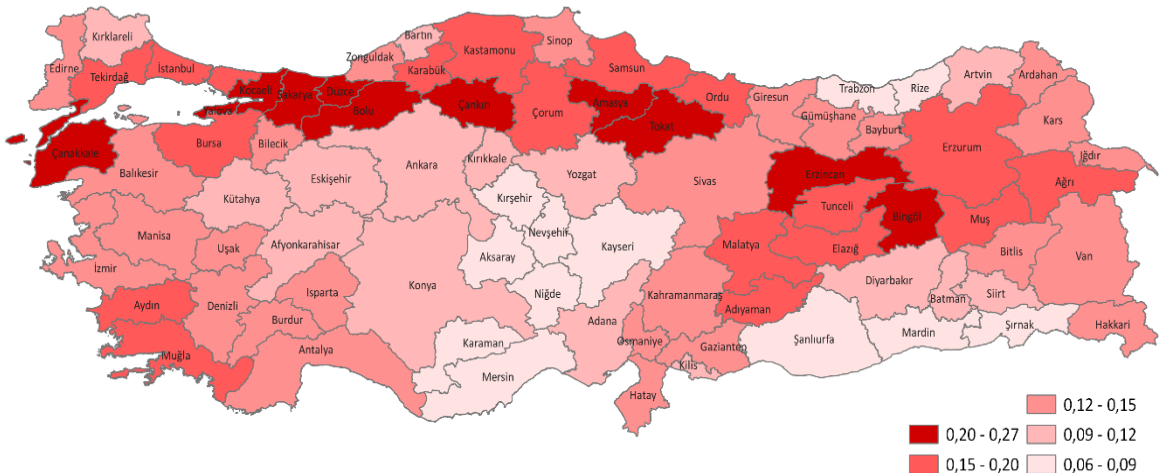 Kırklareli
Edirne
Tekirdağ
İstanbul
Kocaeli
Yalova
Sakarya
Düzce
Bolu
Zonguldak
Bartın
Karabük
Kastamonu
Sinop
Çankırı
Çorum
Samsun
Amasya
Tokat
Ordu
Giresun
Trabzon
Rize
Artvin
Ardahan
Gümüşhane
Bayburt
Kars
Çanakkale
Balıkesir
Bursa
Bilecik
Kütahya
Eskişehir
Ankara
Kırıkkale
Kırşehir
Yozgat
Sivas
Erzincan
Erzurum
Ağrı
Iğdır
Tunceli
Bingöl
Muş
Manisa
Uşak
Afyonkarahisar
Konya
Aksaray
Nevşehir
Kayseri
Niğde
Malatya
Elazığ
Bitlis
Van
İzmir
Aydın
Denizli
Isparta
Burdur
Muğla
Antalya
Karaman
Mersin
Adana
Kahramanmaraş
Adıyaman
Osmaniye
Gaziantep
Kilis
Hatay
Şanlıurfa
Diyarbakır
Batman
Siirt
Mardin
Şırnak
Hakkari
0,12 - 0,15
0,20 - 0,27
0,09 - 0,12
0,15 - 0,20
0,06 - 0,09